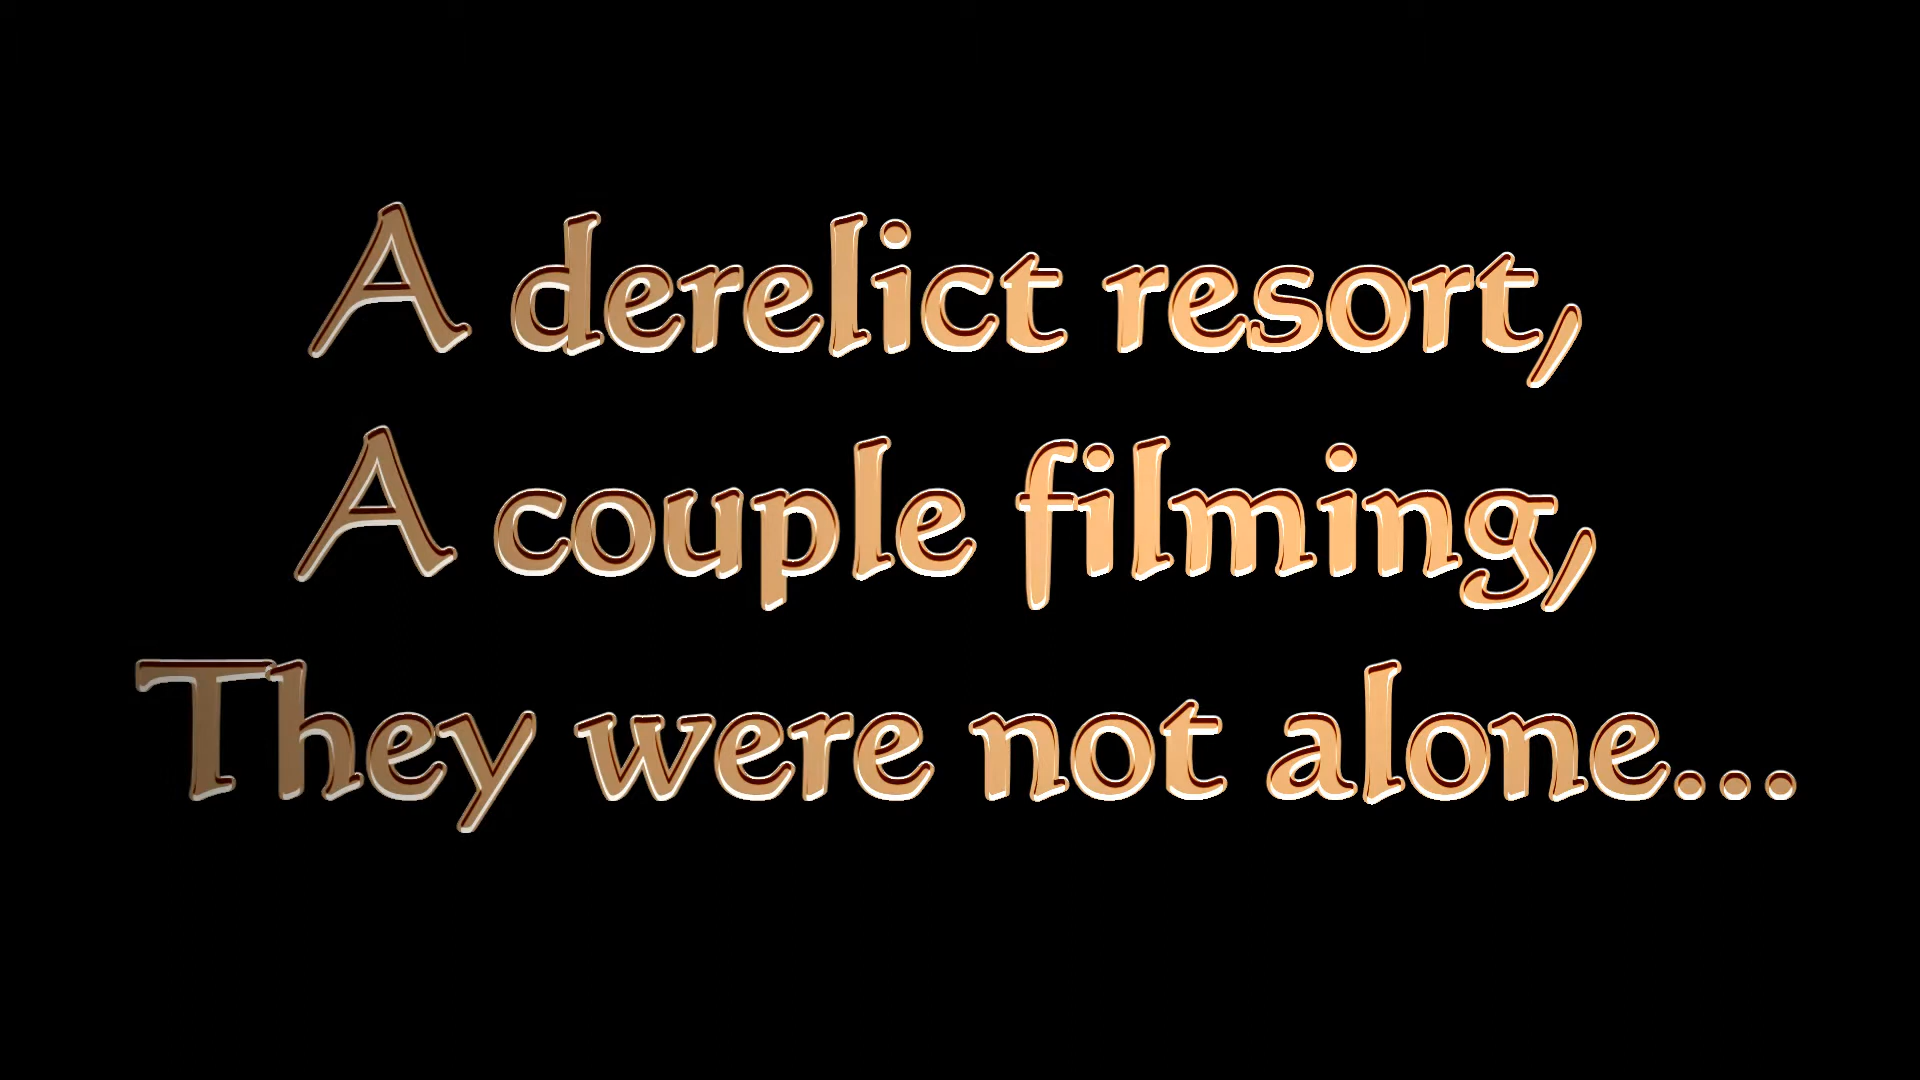 A derelict resort,
A couple filming,
They were not alone...